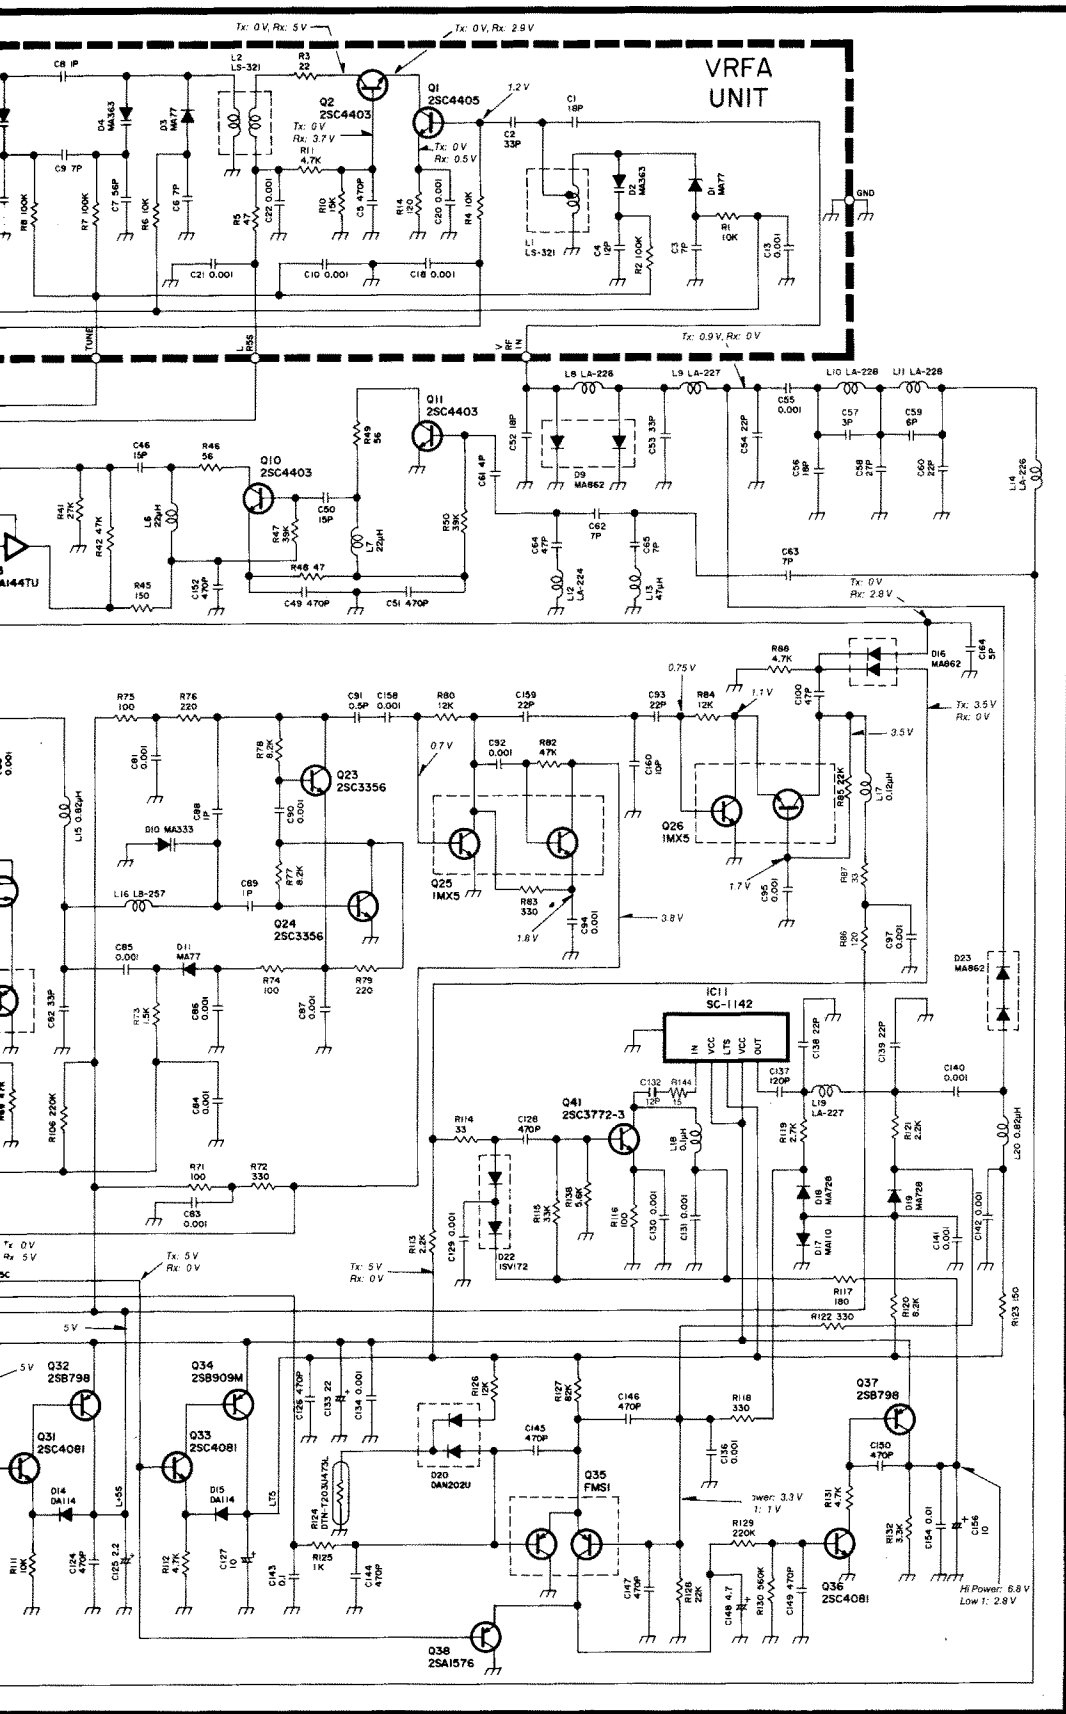 Tx: 0V, Rx: 5V
Tx: 0V, Rx: 2.9V
VRFA
UNIT
C8 1P
D4
MA363
D3
MA77
L2
LS-321
R3
22
Q2
2SC4403
Tx: 0V
Rx: 3.7V
Q1
2SC4405
1.2V
C2
33P
C1
18P
Tx: 0V
Rx: 0.5V
C9 7P
R8 100K
R7 100K
C7 56P
R6 10K
C6 7P
R5
47
C22 0.001
R11
4.7K
R10
15K
C5 470P
R14
120
C20 0.001
R4 10K
L1
LS-321
D2
MA363
D1
MA77
C4
12P
R2 100K
C3
7P
R1
10K
C13
0.001
GND
C21 0.001
C10 0.001
C18 0.001
TUNE
L
R5S
V
RF
IN
Tx: 0.9V, Rx: 0V
L8 LA-226
L9 LA-227
L10 LA-228
L11 LA-228
Q11
2SC4403
R49
56
C52 18P
D9
MA862
C53 33P
C54 22P
C55
0.001
C57
3P
C59
6P
C56
18P
C58
27P
C60
22P
L14
LA-226
C46
15P
R46
56
Q10
2SC4403
R41
27K
R42 47K
L6
22µH
R47
39K
C50
15P
L7
22µH
R50
39K
C61 4P
C62
7P
C64
47P
C65
7P
L12
LA-224
L13
47µH
C63
7P
A144TU
R45
150
C152
470P
R48 47
C49 470P
C51 470P
Tx: 0V
Rx: 2.8V
R88
4.7K
D16
MA862
C164
5P
0.75V
1.1V
C100
47P
Tx: 3.5V
Rx: 0V
3.5V
R75
100
R76
220
C91
0.5P
C158
0.001
R80
12K
C159
22P
C93
22P
R84
12K
0.001
C81
0.001
R78
8.2K
Q23
2SC3356
0.7V
C92
0.001
R82
47K
C160
10P
R85 22K
L17
0.12µH
L15 0.82µH
D10 MA333
C88
1P
C90
0.001
Q26
IMX5
R77
8.2K
L16 LB-257
C89
1P
Q24
2SC3356
Q25
IMX5
R83
330
1.8V
C94
0.001
3.8V
1.7V
C95
0.001
R87
33
R86
120
C97
0.001
C85
0.001
D11
MA77
R74
100
R79
220
C82 33P
R73
1.5K
C86
0.001
C87
0.001
D23
MA862
IC11
SC-1142
IN
VCC
LTS
VCC
OUT
C138 22P
C139 22P
C137
120P
L19
LA-227
C140
0.001
L20 0.82µH
R106 220K
C84
0.001
Q41
2SC3772-3
C132
12P
R144
15
L18
0.1µH
R114
33
C128
470P
R119
2.7K
R121
2.2K
R71
100
R72
330
C83
0.001
R113
2.2K
C129 0.001
D22
1SV172
R115
33K
R138
5.6K
R116
100
C130 0.001
C131 0.001
D18
MA728
D17
MA110
D19
MA728
C141
0.001
C142 0.001
Tx: 0V
Rx: 5V
Tx: 5V
Rx: 0V
Tx: 5V
Rx: 0V
R117
180
R122 330
R120
8.2K
R123 150
5V
5V
Q32
2SB798
Q34
2SB909M
C126 470P
C133 22
C134 0.001
R126
12K
R127
82K
C146
470P
R118
330
Q37
2SB798
Q31
2SC4081
Q33
2SC4081
D20
DAN202U
C145
470P
C136
0.001
C150
470P
D14
DA114
L+5S
D15
DA114
LT5
R124
DTN-T203U473L
Q35
FMS1
3.3V
1V
R129
220K
R131
4.7K
R132
3.3K
C154 0.01
C156
10
R111
10K
C124
470P
C125 2.2
R112
4.7K
C127
10
C143
0.1
R125
1K
C144
470P
C147
470P
R128
22K
C148 4.7
R130 560K
C149 470P
Q36
2SC4081
Hi Power: 6.8V
Low 1: 2.8V
Q38
2SA1576